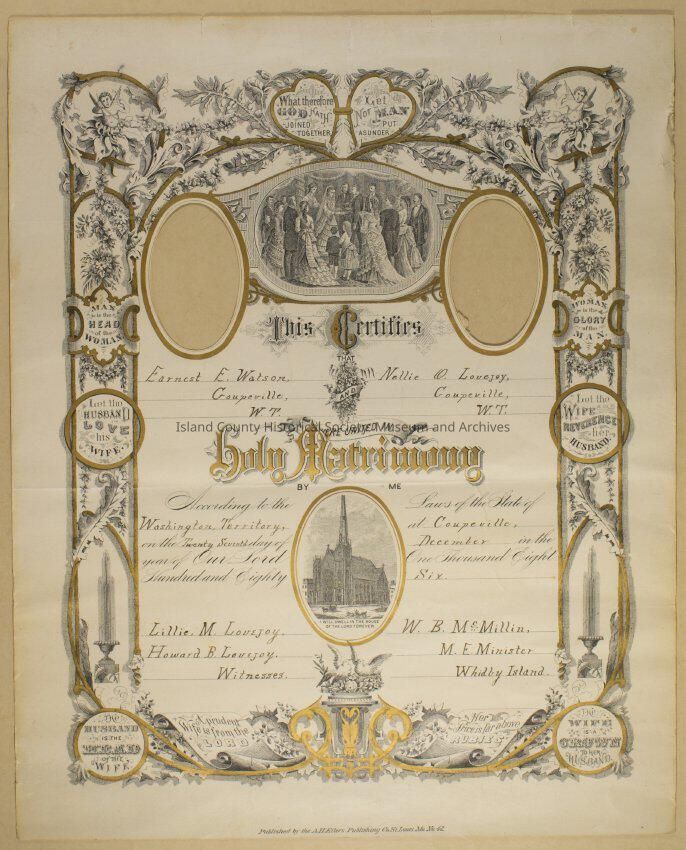 What therefore
GOD HATH
JOINED
TOGETHER
Let
Not MAN
PUT
ASUNDER
MAN
is the
HEAD
of the
WOMAN.
WOMAN
is the
GLORY
of the
MAN.
This Certifies
THAT
Earnest E. Watson,
Coupeville,
W.T.
AND
Nellie O. Lovejoy,
Coupeville,
W.T.
Let the
HUSBAND
LOVE
his
WIFE.
Let the
WIFE
REVERENCE
her
HUSBAND.
WERE UNITED IN
Island County Historical Society Museum and Archives
Holy Matrimony
BY ME
According to the Laws of the State of
Washington Territory, at Coupeville,
on the Twenty Seventh day of December in the
year of Our Lord One Thousand Eight
Hundred and Eighty Six.
I WILL DWELL IN THE HOUSE
OF THE LORD FOREVER
Lillie M. Lovejoy,
Howard B. Lovejoy,
Witnesses.
W. B. McMillin,
M. E. Minister
Whidby Island.
The
HUSBAND
IS THE
HEAD
OF THE
WIFE
A prudent
Wife is from the
LORD
Her
Price is far above
RUBIES
The
WIFE
IS A
CROWN
TO HER
HUSBAND.
Published by the A.H. Eilers Publishing Co. St. Louis Mo. No. 42